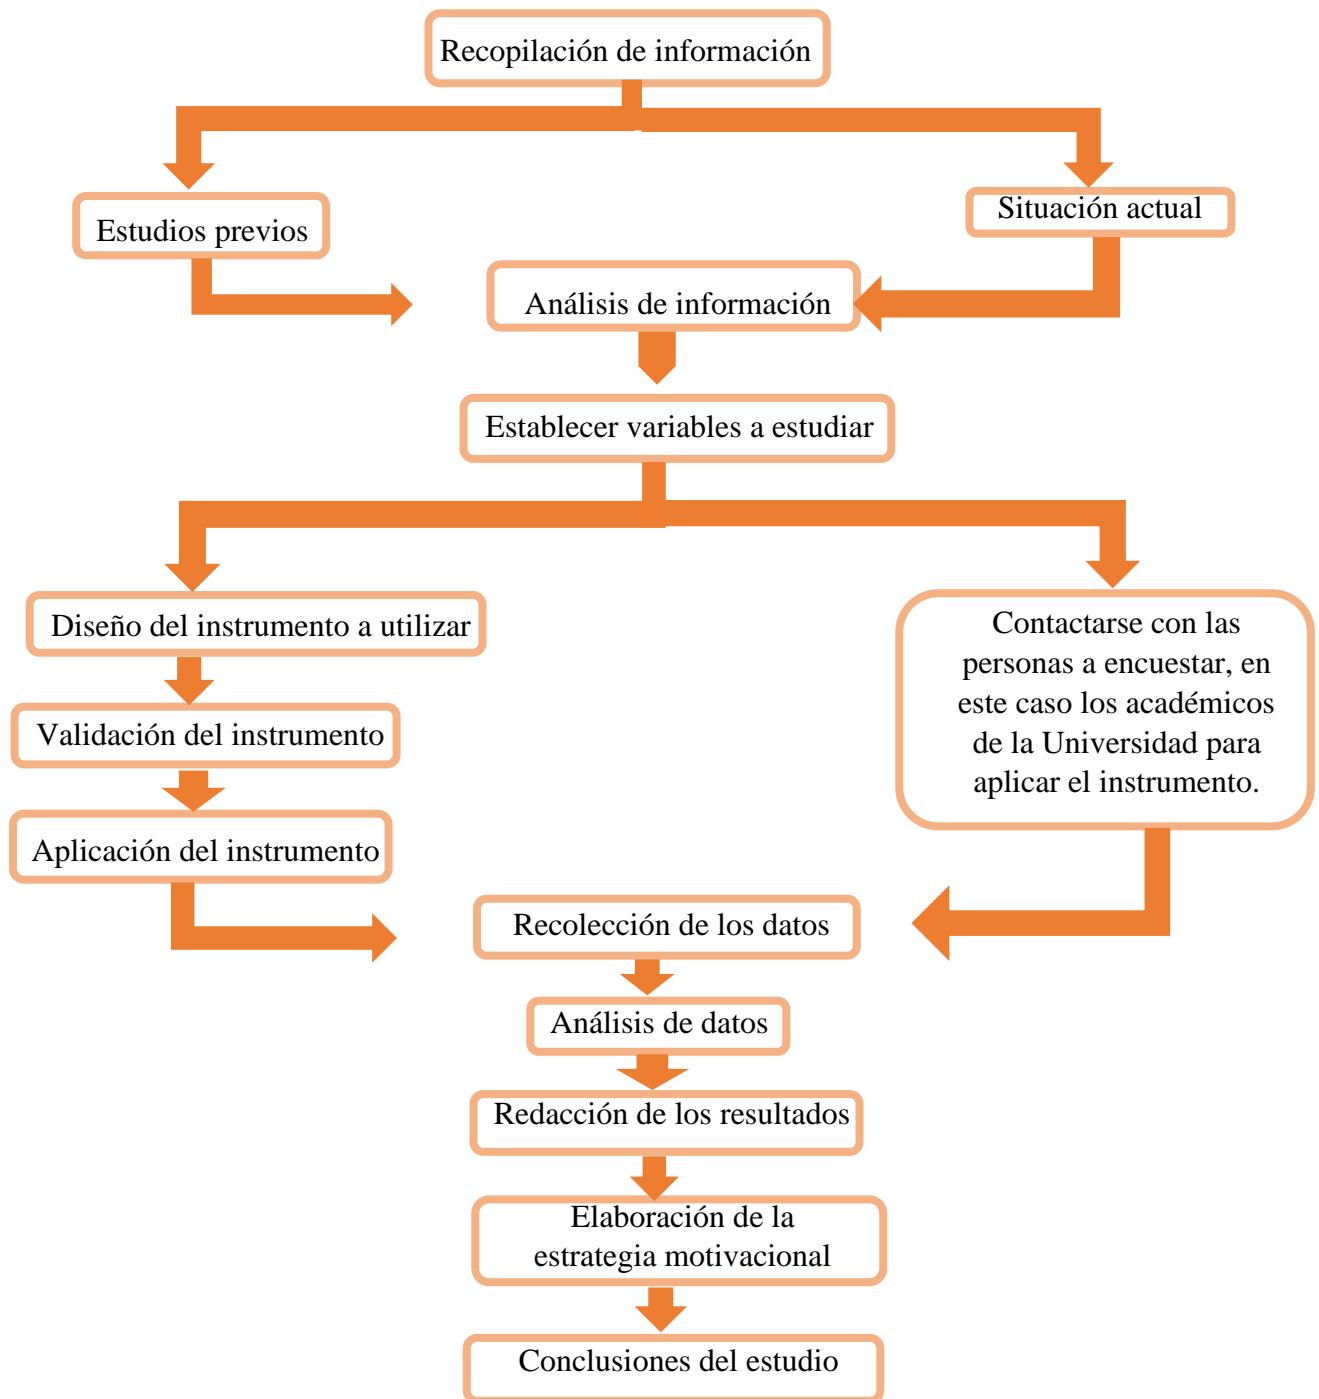 Recopilación de información
Estudios previos
Situación actual
Análisis de información
Establecer variables a estudiar
Diseño del instrumento a utilizar
Validación del instrumento
Aplicación del instrumento
Contactarse con las
personas a encuestar, en
este caso los académicos
de la Universidad para
aplicar el instrumento.
Recolección de los datos
Análisis de datos
Redacción de los resultados
Elaboración de la
estrategia motivacional
Conclusiones del estudio